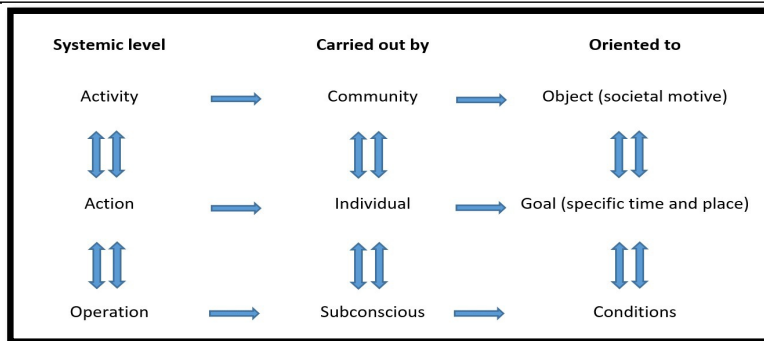 Systemic level Carried out by Oriented to
Activity Community Object (societal motive)
Action Individual Goal (specific time and place)
Operation Subconscious Conditions